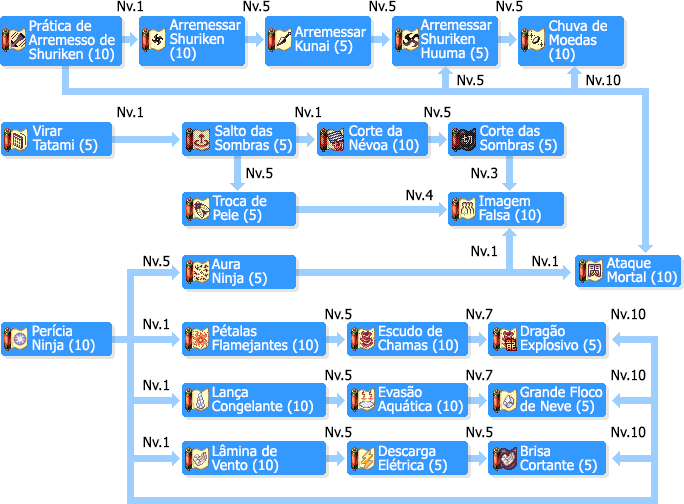 Nv.1
Nv.5
Nv.5
Nv.5
Prática de
Arremesso de
Shuriken (10)
Arremessar
Shuriken
(10)
Arremessar
Kunai (5)
Arremessar
Shuriken
Huuma (5)
Chuva de
Moedas
(10)
Nv.5
Nv.10
Nv.1
Nv.1
Nv.5
Virar
Tatami (5)
Salto das
Sombras (5)
Corte da
Névoa (10)
Corte das
Sombras (5)
Nv.5
Nv.3
Nv.4
Troca de
Pele (5)
Imagem
Falsa (10)
Nv.1
Nv.5
Nv.1
Aura
Ninja (5)
Ataque
Mortal (10)
Nv.1
Nv.5
Nv.7
Nv.10
Perícia
Ninja (10)
Pétalas
Flamejantes (10)
Escudo de
Chamas (10)
Dragão
Explosivo (5)
Nv.1
Nv.5
Nv.7
Nv.10
Lança
Congelante (10)
Evasão
Aquática (10)
Grande Floco
de Neve (5)
Nv.1
Nv.5
Nv.5
Nv.10
Lâmina de
Vento (10)
Descarga
Elétrica (5)
Brisa
Cortante (5)